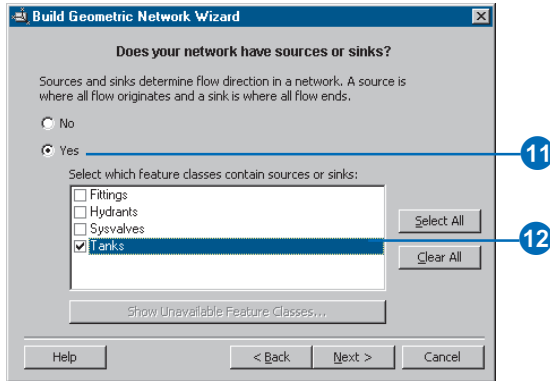 Build Geometric Network Wizard
Does your network have sources or sinks?
Sources and sinks determine flow direction in a network. A source is
where all flow originates and a sink is where all flow ends.
No
Yes
11
Select which feature classes contain sources or sinks:
Fittings
Hydrants
Sysvalves
Tanks
Select All
12
Clear All
Show Unavailable Feature Classes...
Help
< Back
Next >
Cancel